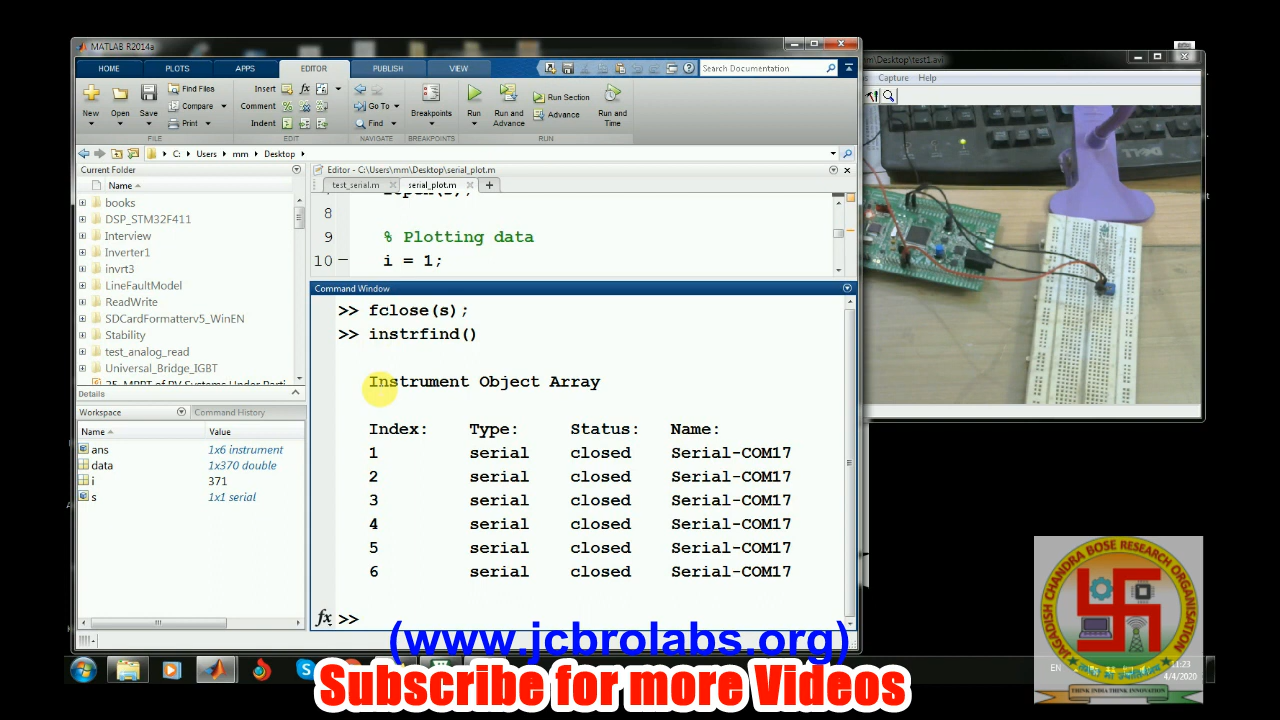 MATLAB R2014a
HOME PLOTS APPS EDITOR PUBLISH VIEW Search Documentation
New Open Save Find Files Compare Print Insert Comment Indent Go To Find Breakpoints Run Run and Advance Run Section Advance Run and Time
FILE EDIT NAVIGATE BREAKPOINTS RUN
C: Users mm Desktop
Current Folder
Name
books
DSP_STM32F411
Interview
Inverter1
invrt3
LineFaultModel
ReadWrite
SDCardFormatterv5_WinEN
Stability
test_analog_read
Universal_Bridge_IGBT
Details
Workspace Command History
Name Value
ans 1x6 instrument
data 1x370 double
i 371
s 1x1 serial
Editor - C:\Users\mm\Desktop\serial_plot.m
test_serial.m serial_plot.m
8
9 % Plotting data
10 i = 1;
Command Window
>> fclose(s);
>> instrfind()
Instrument Object Array
Index: Type: Status: Name:
1 serial closed Serial-COM17
2 serial closed Serial-COM17
3 serial closed Serial-COM17
4 serial closed Serial-COM17
5 serial closed Serial-COM17
6 serial closed Serial-COM17
fx >>
m\Desktop\test1.avi
Capture Help
DELL
(www.jcbrolabs.org)
Subscribe for more Videos
EN
4/4/2020
JAGADISH CHANDRA BOSE RESEARCH ORGANISATION
THINK INDIA THINK INNOVATION